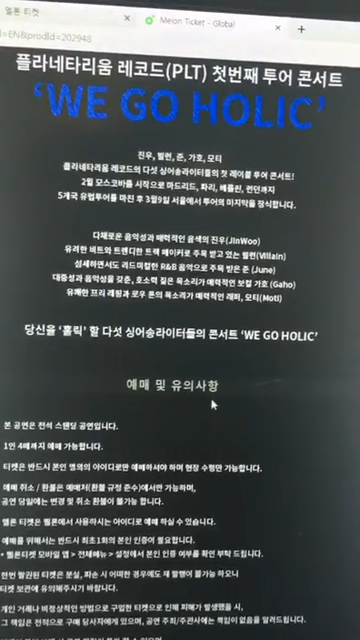 멜론 티켓
Melon Ticket - Global
=EN&prodId=202948
플라네타리움 레코드(PLT) 첫번째 투어 콘서트
‘WE GO HOLIC’
진우, 빌런, 준, 가호, 모티
플라네타리움 레코드의 다섯 싱어송라이터들의 첫 레이블 투어 콘서트!
2월 모스크바를 시작으로 마드리드, 파리, 베를린, 런던까지
5개국 유럽투어를 마친 후 3월9일 서울에서 투어의 마지막을 장식합니다.
다채로운 음악성과 매력적인 음색의 진우(JinWoo)
유려한 비트와 트렌디한 트랙 메이커로 주목 받고 있는 빌런(Villain)
섬세하면서도 라드미컬한 R&B 음악으로 주목 받은 준 (June)
대중성과 음악성을 갖춘, 호소력 짙은 목소리가 매력적인 보컬 가호 (Gaho)
유쾌한 프리 래핑과 로우 톤의 목소리가 매력적인 래퍼, 모티(Moti)
당신을 ‘홀릭’ 할 다섯 싱어송라이터들의 콘서트 ‘WE GO HOLIC’
예매 및 유의사항
본 공연은 전석 스탠딩 공연입니다.
1인 4매까지 예매 가능합니다.
티켓은 반드시 본인 명의의 아이디로만 예매하셔야 하며 현장 수령만 가능합니다.
예매 취소 / 환불은 예매처(환불 규정 준수)에서만 가능하며,
공연 당일에는 변경 및 취소 환불이 불가능 합니다.
멜론 티켓은 멜론에서 사용하시는 아이디로 예매 하실 수 있습니다.
예매를 위해서는 반드시 최초1회의 본인 인증이 필요합니다.
* 멜론티켓 모바일 앱 > 전체메뉴 > 설정에서 본인 인증 여부를 확인 부탁 드립니다.
한번 발권된 티켓은 분실, 파손 시 어떠한 경우에도 재 발행이 불가능 하오니
티켓 보관에 유의해주시기 바랍니다.
개인 거래나 비정상적인 방법으로 구입한 티켓으로 인해 피해가 발생했을 시,
그 책임은 전적으로 구매 당사자에게 있으며, 공연 주최/주관사에는 책임이 없음을 알려드립니다.